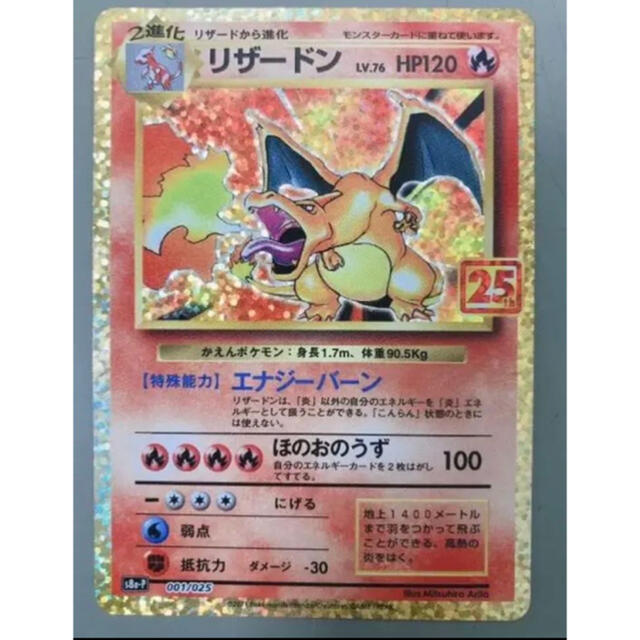 2進化
リザードから進化
モンスターカードに重ねて使います。
リザードン LV.76 HP120
25th
かえんポケモン：身長1.7m、体重90.5Kg
【特殊能力】エナジーバーン
リザードンは、「炎」以外の自分のエネルギーを「炎」エネ
ルギーとして扱うことができる。「こんらん」状態のときに
は使えない。
ほのおのうず 100
自分のエネルギーカードを2枚はがし
てすてる。
にげる
弱点
抵抗力 ダメージ -30
地上1400メートル
まで羽をつかって飛ぶ
ことができる。高熱の
炎をはく。
S8a-P 001/025
Illus. Mitsuhiro Arita